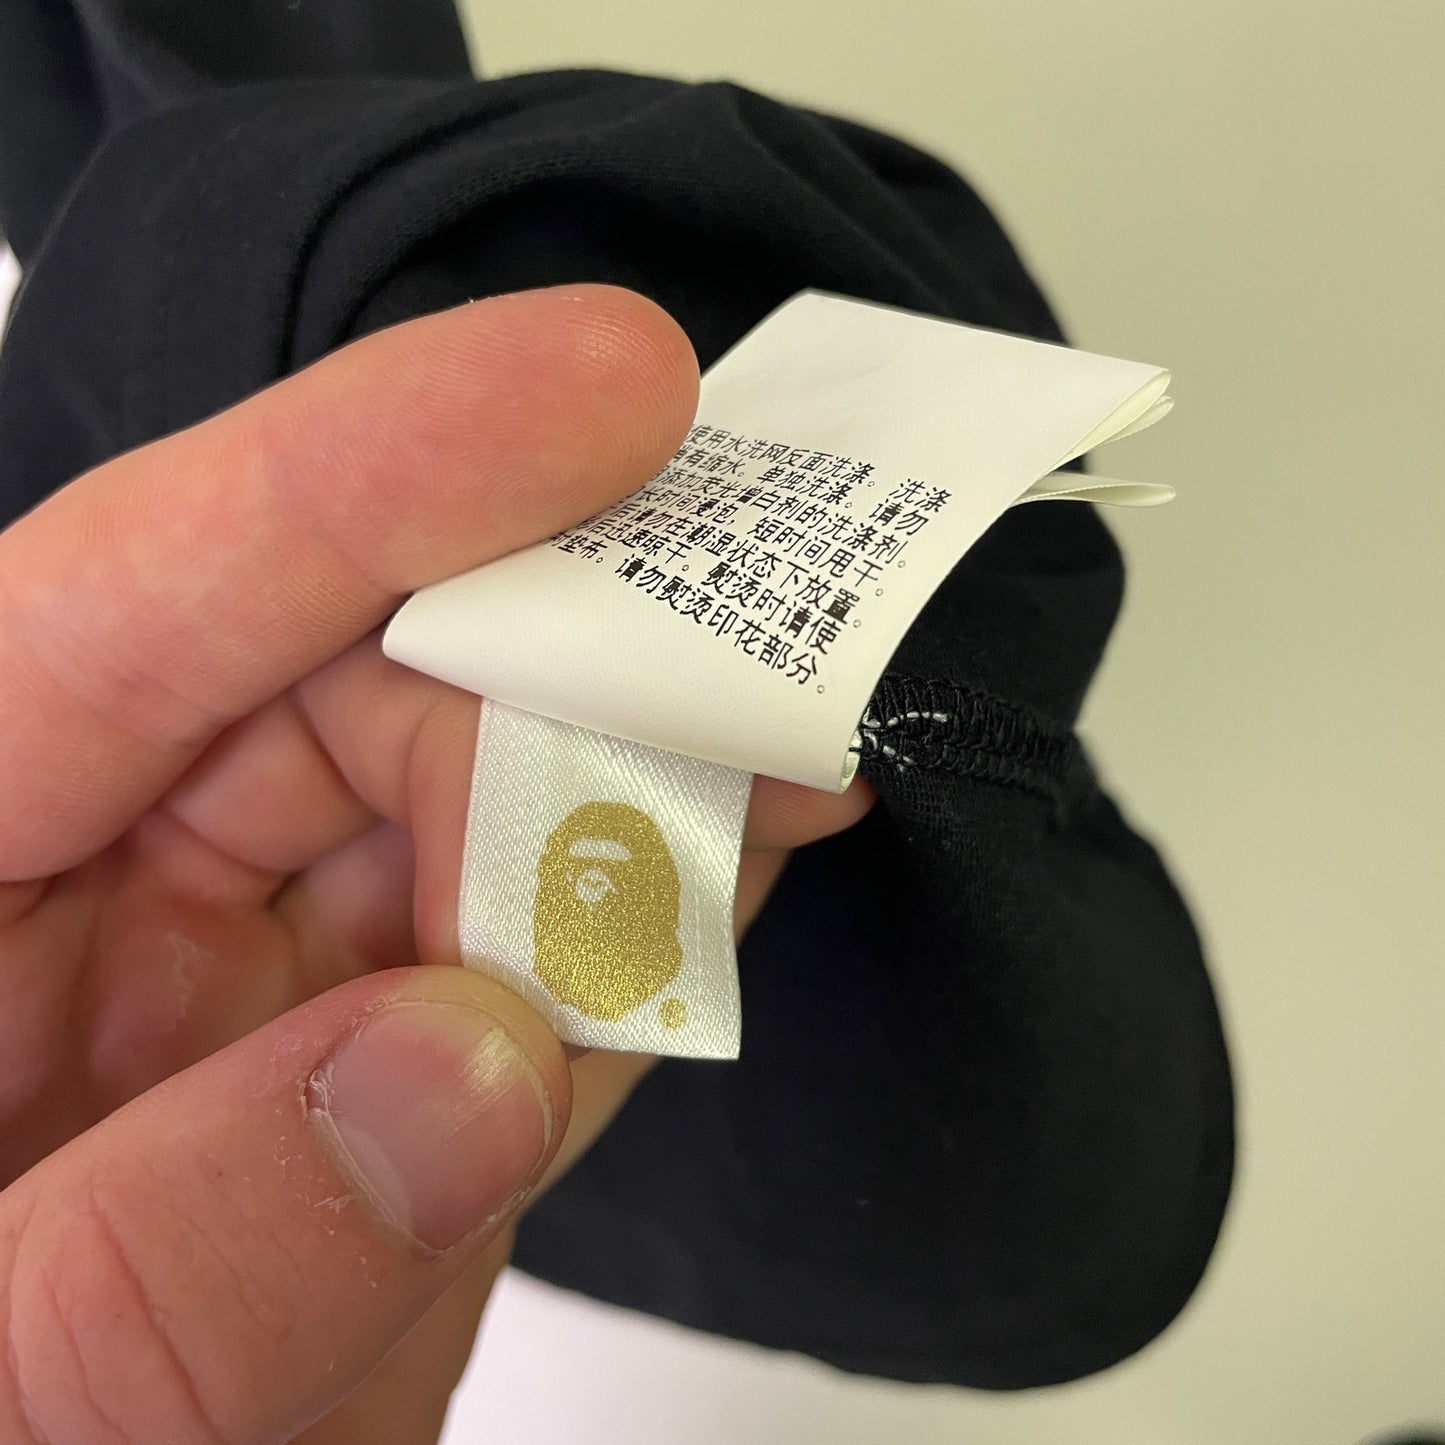 使用水洗网反面洗涤。洗涤
稍有缩水。单独洗涤。请勿
添加荧光增白剂的洗涤剂。
长时间浸泡，短时间甩干。
后请勿在潮湿状态下放置。
后迅速晾干。熨烫时请使
垫布。请勿熨烫印花部分。
®